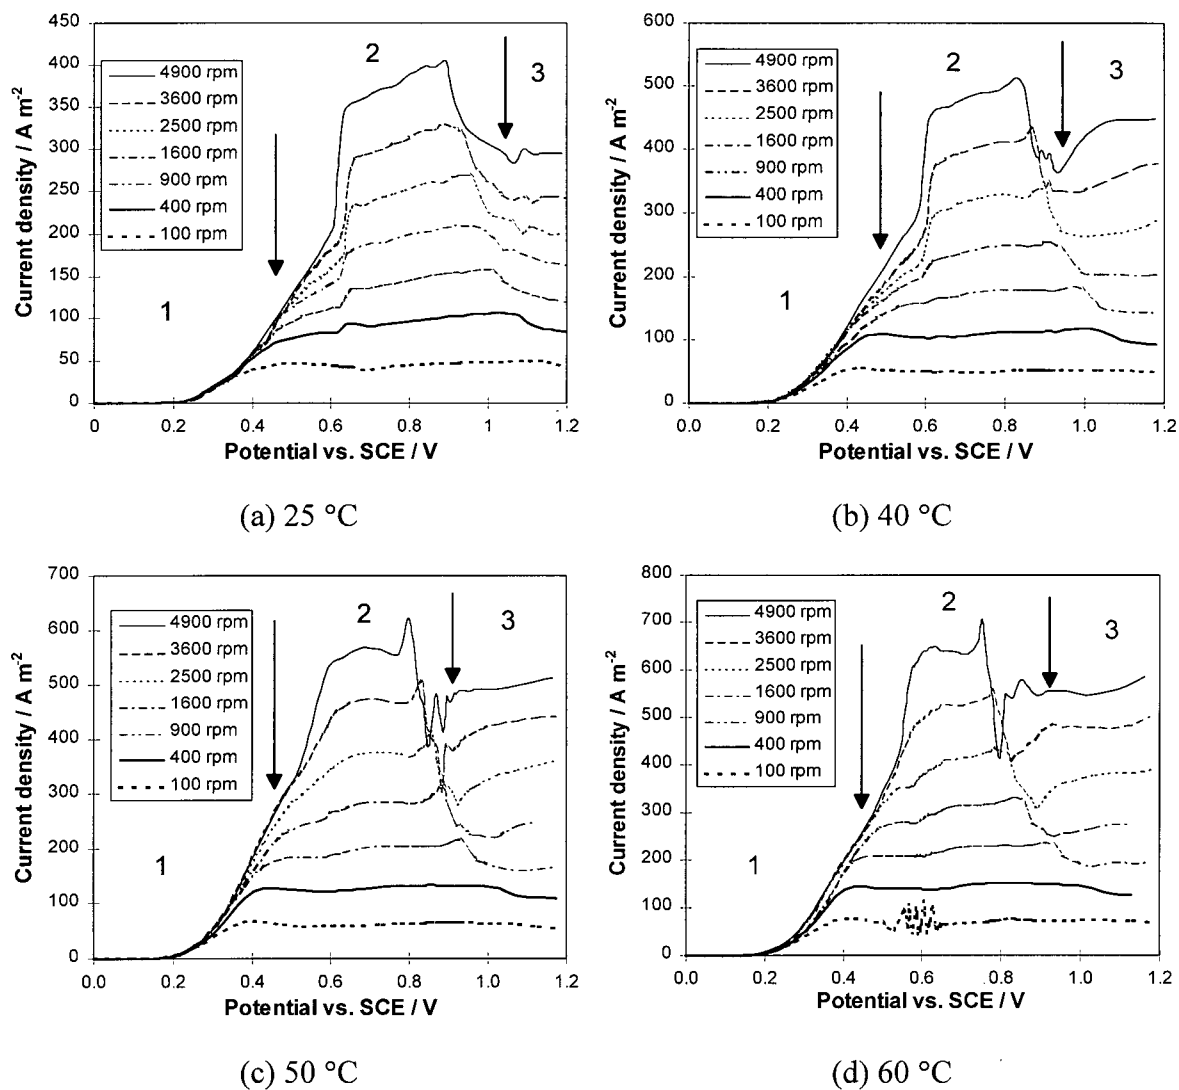 450
400
350
300
250
200
150
100
50
0
Current density / A m-2
4900 rpm
3600 rpm
2500 rpm
1600 rpm
900 rpm
400 rpm
100 rpm
1
2
3
0
0.2
0.4
0.6
0.8
1.0
1.2
Potential vs. SCE / V
(a) 25 °C
600
500
400
300
200
100
0
Current density / A m-2
4900 rpm
3600 rpm
2500 rpm
1600 rpm
900 rpm
400 rpm
100 rpm
1
2
3
0.0
0.2
0.4
0.6
0.8
1.0
1.2
Potential vs. SCE / V
(b) 40 °C
700
600
500
400
300
200
100
0
Current density / A m-2
4900 rpm
3600 rpm
2500 rpm
1600 rpm
900 rpm
400 rpm
100 rpm
1
2
3
0.0
0.2
0.4
0.6
0.8
1.0
1.2
Potential vs. SCE / V
(c) 50 °C
800
700
600
500
400
300
200
100
0
Current density / A m-2
4900 rpm
3600 rpm
2500 rpm
1600 rpm
900 rpm
400 rpm
100 rpm
1
2
3
0.0
0.2
0.4
0.6
0.8
1.0
1.2
Potential vs. SCE / V
(d) 60 °C